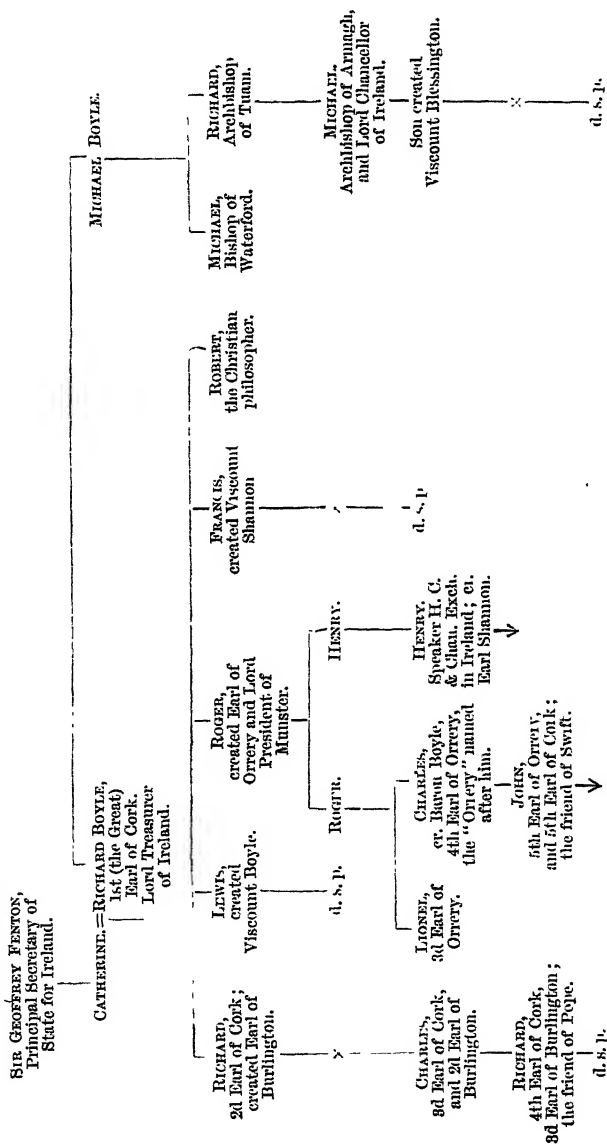 SIR GEOFFREY FENTON,
Principal Secretary of
State for Ireland.
CATHERINE.=RICHARD BOYLE,
1st (the Great)
Earl of Cork.
Lord Treasurer
of Ireland.
MICHAEL BOYLE.
RICHARD,
2d Earl of Cork;
created Earl of
Burlington.
LEWIS,
created
Viscount Boyle.
ROGER,
created Earl of
Orrery and Lord
President of
Munster.
FRANCIS,
created Viscount
Shannon
ROBERT,
the Christian
philosopher.
MICHAEL,
Bishop of
Waterford.
RICHARD,
Archbishop
of Tuam.
×
d. s. p.
ROGER.
HENRY.
×
MICHAEL,
Archbishop of Armagh,
and Lord Chancellor
of Ireland.
CHARLES,
3d Earl of Cork,
and 2d Earl of
Burlington.
LIONEL,
3d Earl of
Orrery.
CHARLES,
cr. Baron Boyle,
4th Earl of Orrery,
the "Orrery" named
after him.
HENRY.
Speaker H. C.
& Chan. Exch.
in Ireland; cr.
Earl Shannon.
d. s. p.
Son created
Viscount Blessington.
RICHARD,
4th Earl of Cork,
3d Earl of Burlington;
the friend of Pope.
JOHN,
5th Earl of Orrery,
and 5th Earl of Cork;
the friend of Swift.
×
d. s. p.
d. s. p.